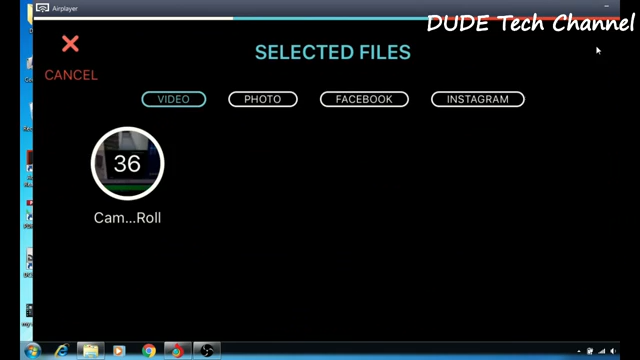 Airplayer
DUDE Tech Channel
SELECTED FILES
CANCEL
VIDEO
PHOTO
FACEBOOK
INSTAGRAM
36
Cam...Roll